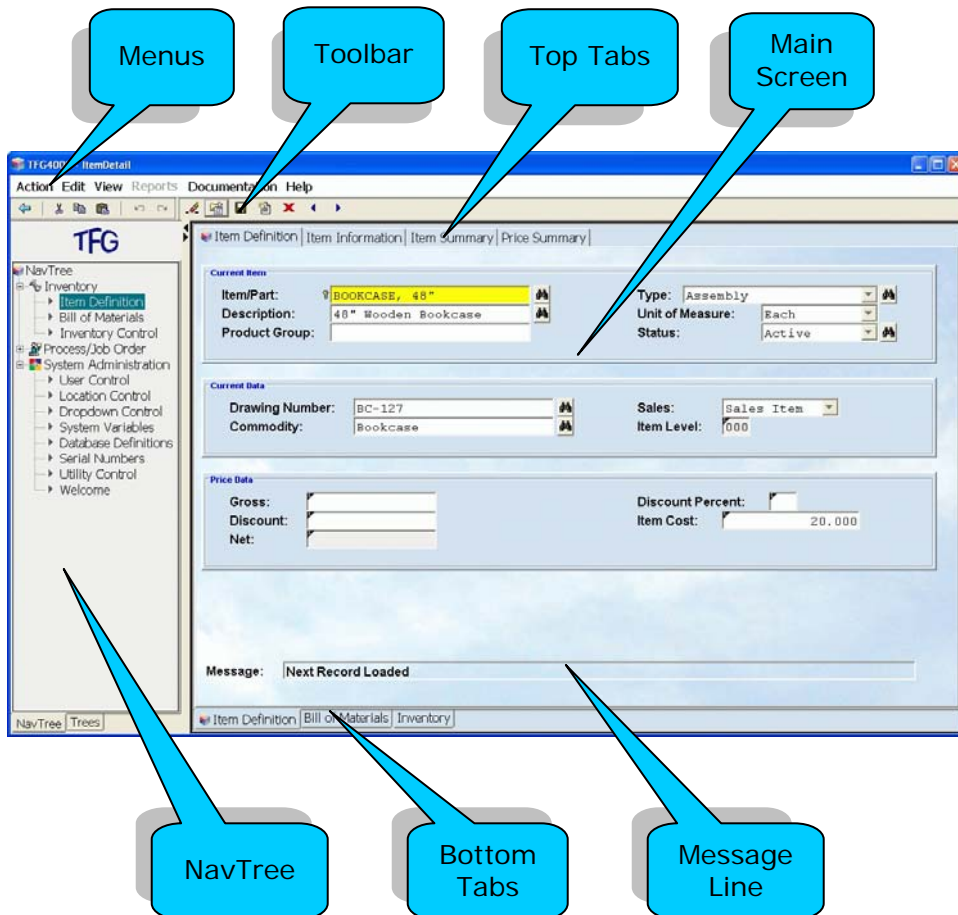 Menus
Toolbar
Top Tabs
Main
Screen
ItemDetail
Action Edit View Reports Documentation Help
TFG
Item Definition Item Information Item Summary Price Summary
NavTree
Inventory
Item Definition
Bill of Materials
Inventory Control
Process/Job Order
System Administration
User Control
Location Control
Dropdown Control
System Variables
Database Definitions
Serial Numbers
Utility Control
Welcome
Current Item
Item/Part: BOOKCASE, 48" Type: Assembly
Description: 48" Wooden Bookcase Unit of Measure: Each
Product Group: Status: Active
Current Data
Drawing Number: BC-127 Sales: Sales Item
Commodity: Bookcase Item Level: 000
Price Data
Gross: Discount Percent:
Discount: Item Cost: 20.000
Net:
Message: Next Record Loaded
NavTree Trees
Item Definition Bill of Materials Inventory
NavTree
Bottom
Tabs
Message
Line